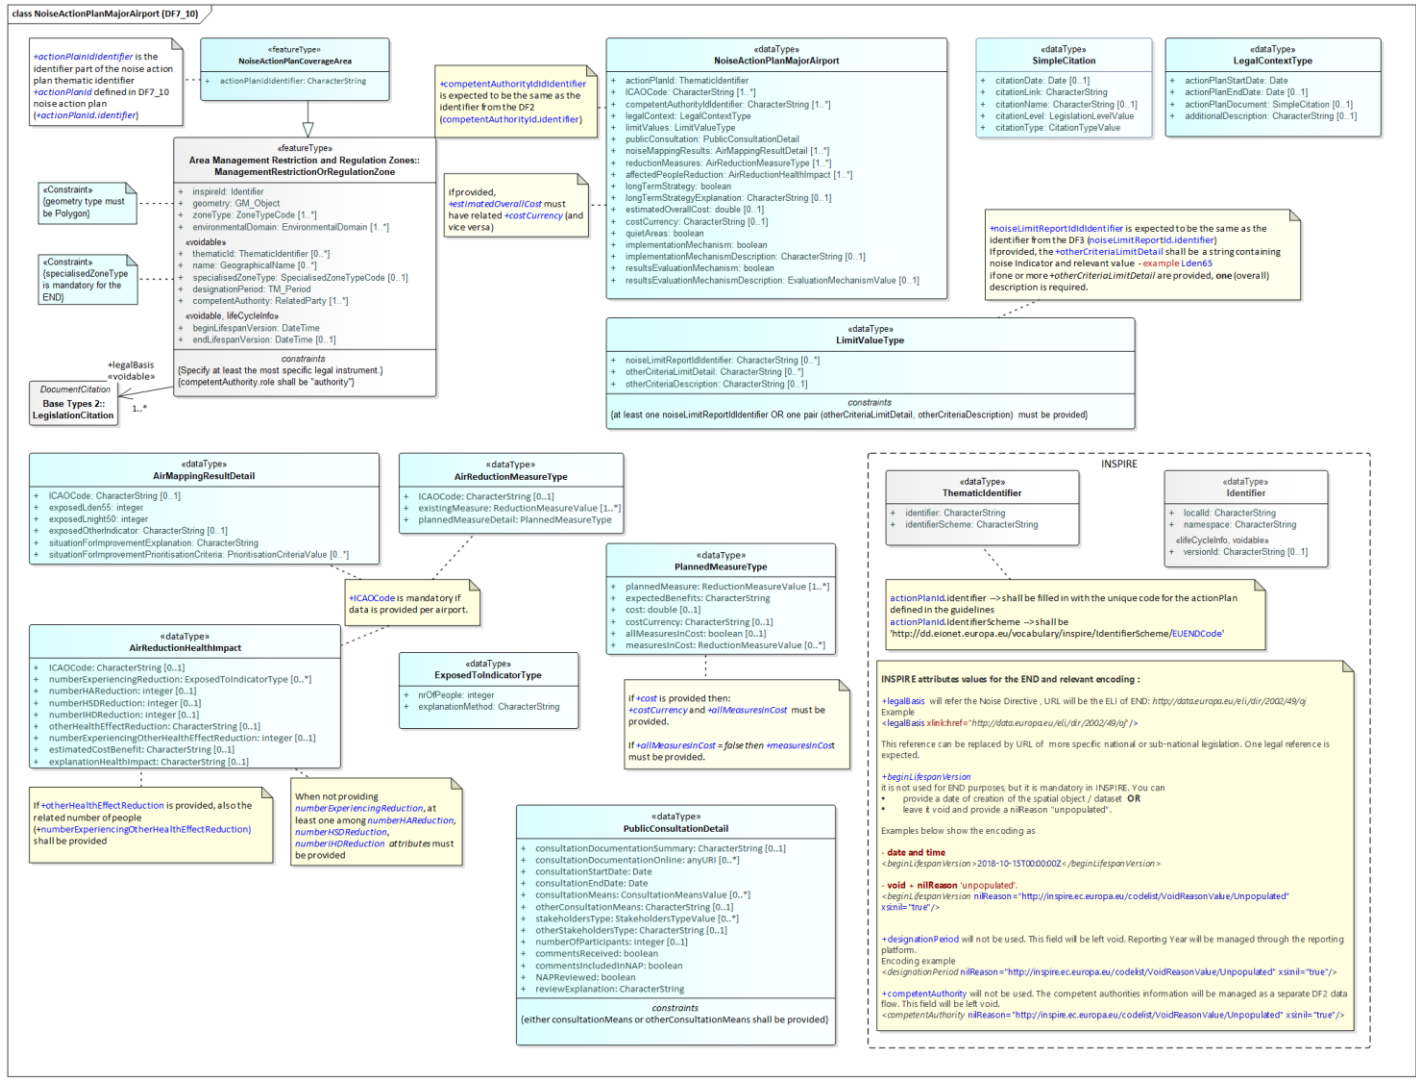 class NoiseActionPlanMajorAirport (DF7_10)
+actionPlainIdIdentifier is the
identifier part of the noise action
plan thematic identifier
+actionPlanId defined in DF7_10
noise action plan
(+actionPlanId.identifier)
«featureType»
NoiseActionPlanCoverageArea
+ actionPlanIdIdentifier: CharacterString
+competentAuthorityIdIdIdentifier
is expected to be the same as the
identifier from the DF2
(competentAuthorityId.identifier)
«dataType»
NoiseActionPlanMajorAirport
+ actionPlanId: ThematicIdentifier
+ ICAOCode: CharacterString [1..*]
+ competentAuthorityIdIdentifier: CharacterString [1..*]
+ legalContext: LegalContextType
+ limitValues: LimitValueType
+ publicConsultation: PublicConsultationDetail
+ noiseMappingResults: AirMappingResultDetail [1..*]
+ reductionMeasures: AirReductionMeasureType [1..*]
+ affectedPeopleReduction: AirReductionHealthImpact [1..*]
+ longTermStrategy: boolean
+ longTermStrategyExplanation: CharacterString [0..1]
+ estimatedOverallCost: double [0..1]
+ costCurrency: CharacterString [0..1]
+ quietAreas: boolean
+ implementationMechanism: boolean
+ implementationMechanismDescription: CharacterString [0..1]
+ resultsEvaluationMechanism: boolean
+ resultsEvaluationMechanismDescription: EvaluationMechanismValue [0..1]
«dataType»
SimpleCitation
+ citationDate: Date [0..1]
+ citationLink: CharacterString
+ citationName: CharacterString [0..1]
+ citationLevel: LegislationLevelValue
+ citationType: CitationTypeValue
«dataType»
LegalContextType
+ actionPlanStartDate: Date
+ actionPlanEndDate: Date [0..1]
+ actionPlanDocument: SimpleCitation [0..1]
+ additionalDescription: CharacterString [0..1]
«featureType»
Area Management Restriction and Regulation Zones::
ManagementRestrictionOrRegulationZone
+ inspireId: Identifier
+ geometry: GM_Object
+ zoneType: ZoneTypeCode [1..*]
+ environmentalDomain: EnvironmentalDomain [1..*]
«voidable»
+ thematicId: ThematicIdentifier [0..*]
+ name: GeographicalName [0..*]
+ specialisedZoneType: SpecialisedZoneTypeCode [0..1]
+ designationPeriod: TM_Period
+ competentAuthority: RelatedParty [1..*]
«voidable, lifeCycleInfo»
+ beginLifespanVersion: DateTime
+ endLifespanVersion: DateTime [0..1]
constraints
{Specify at least the most specific legal instrument.}
{competentAuthority.role shall be "authority"}
«Constraint»
{geometry type must
be Polygon}
«Constraint»
{specialisedZoneType
is mandatory for the
END}
+legalBasis
«voidable»
1..*
DocumentCitation
Base Types 2::
LegislationCitation
if provided,
+estimatedOverallCost must
have related +costCurrency (and
vice versa)
+noiseLimitReportIdIdIdentifier is expected to be the same as the
identifier from the DF3 (noiseLimitReportId.identifier)
If provided, the +otherCriteriaLimitDetail shall be a string containing
noise Indicator and relevant value - example Lden65
if one or more +otherCriteriaLimitDetail are provided, one (overall)
description is required.
«dataType»
LimitValueType
+ noiseLimitReportIdIdentifier: CharacterString [0..*]
+ otherCriteriaLimitDetail: CharacterString [0..*]
+ otherCriteriaDescription: CharacterString [0..1]
constraints
{at least one noiseLimitReportIdIdentifier OR one pair (otherCriteriaLimitDetail, otherCriteriaDescription) must be provided}
«dataType»
AirMappingResultDetail
+ ICAOCode: CharacterString [0..1]
+ exposedLden55: integer
+ exposedLnight50: integer
+ exposedOtherIndicator: CharacterString [0..1]
+ situationForImprovementExplanation: CharacterString
+ situationForImprovementPrioritisationCriteria: PrioritisationCriteriaValue [0..*]
«dataType»
AirReductionMeasureType
+ ICAOCode: CharacterString [0..1]
+ existingMeasure: ReductionMeasureValue [1..*]
+ plannedMeasureDetail: PlannedMeasureType
+ICAOCode is mandatory if
data is provided per airport.
«dataType»
AirReductionHealthImpact
+ ICAOCode: CharacterString [0..1]
+ numberExperiencingReduction: ExposedToIndicatorType [0..*]
+ numberHAReduction: integer [0..1]
+ numberHSDReduction: integer [0..1]
+ numberIHDReduction: integer [0..1]
+ otherHealthEffectReduction: CharacterString [0..1]
+ numberExperiencingOtherHealthEffectReduction: integer [0..1]
+ estimatedCostBenefit: CharacterString [0..1]
+ explanationHealthImpact: CharacterString [0..1]
«dataType»
ExposedToIndicatorType
+ nrOfPeople: integer
+ explanationMethod: CharacterString
«dataType»
PlannedMeasureType
+ plannedMeasure: ReductionMeasureValue [1..*]
+ expectedBenefits: CharacterString
+ cost: double [0..1]
+ costCurrency: CharacterString [0..1]
+ allMeasuresInCost: boolean [0..1]
+ measuresInCost: ReductionMeasureValue [0..*]
if +cost is provided then:
+costCurrency and +allMeasuresInCost must be
provided.
If +allMeasuresInCost = false then +measuresInCost
must be provided.
If +otherHealthEffectReduction is provided, also the
related number of people
(+numberExperiencingOtherHealthEffectReduction)
shall be provided
When not providing
numberExperiencingReduction, at
least one among numberHAReduction,
numberHSDReduction,
numberIHDReduction attributes must
be provided
«dataType»
PublicConsultationDetail
+ consultationDocumentationSummary: CharacterString [0..1]
+ consultationDocumentationOnline: anyURI [0..*]
+ consultationStartDate: Date
+ consultationEndDate: Date
+ consultationMeans: ConsultationMeansValue [0..*]
+ otherConsultationMeans: CharacterString [0..1]
+ stakeholdersType: StakeholdersTypeValue [0..*]
+ otherStakeholdersType: CharacterString [0..1]
+ numberOfParticipants: integer [0..1]
+ commentsReceived: boolean
+ commentsIncludedInNAP: boolean
+ NAPReviewed: boolean
+ reviewExplanation: CharacterString
constraints
{either consultationMeans or otherConsultationMeans shall be provided}
INSPIRE
«dataType»
ThematicIdentifier
+ identifier: CharacterString
+ identifierScheme: CharacterString
«dataType»
Identifier
+ localId: CharacterString
+ namespace: CharacterString
«lifeCycleInfo, voidable»
+ versionId: CharacterString [0..1]
actionPlanId.identifier --> shall be filled in with the unique code for the actionPlan
defined in the guidelines
actionPlanId.IdentifierScheme --> shall be
'http://dd.eionet.europa.eu/vocabulary/inspire/IdentifierScheme/EUENDCode'
INSPIRE attributes values for the END and relevant encoding :
+legalBasis will refer the Noise Directive , URL will be the ELI of END: http://data.europa.eu/eli/dir/2002/49/oj
Example
<legalBasis xlink:href="http://data.europa.eu/eli/dir/2002/49/oj"/>
This reference can be replaced by URL of more specific national or sub-national legislation. One legal reference is
expected.
+beginLifespanVersion
it is not used for END purposes, but it is mandatory in INSPIRE. You can
• provide a date of creation of the spatial object / dataset OR
• leave it void and provide a nilReason "unpopulated".
Examples below show the encoding as
- date and time
<beginLifespanVersion>2018-10-15T00:00:00Z</beginLifespanVersion>
- void + nilReason 'unpopulated'.
<beginLifespanVersion nilReason="http://inspire.ec.europa.eu/codelist/VoidReasonValue/Unpopulated"
xsi:nil="true"/>
+designationPeriod will not be used. This field will be left void. Reporting Year will be managed through the reporting
platform.
Encoding example
<designationPeriod nilReason="http://inspire.ec.europa.eu/codelist/VoidReasonValue/Unpopulated" xsi:nil="true"/>
+competentAuthority will not be used. The competent authorities information will be managed as a separate DF2 data
flow. This field will be left void.
<competentAuthority nilReason="http://inspire.ec.europa.eu/codelist/VoidReasonValue/Unpopulated" xsi:nil="true"/>